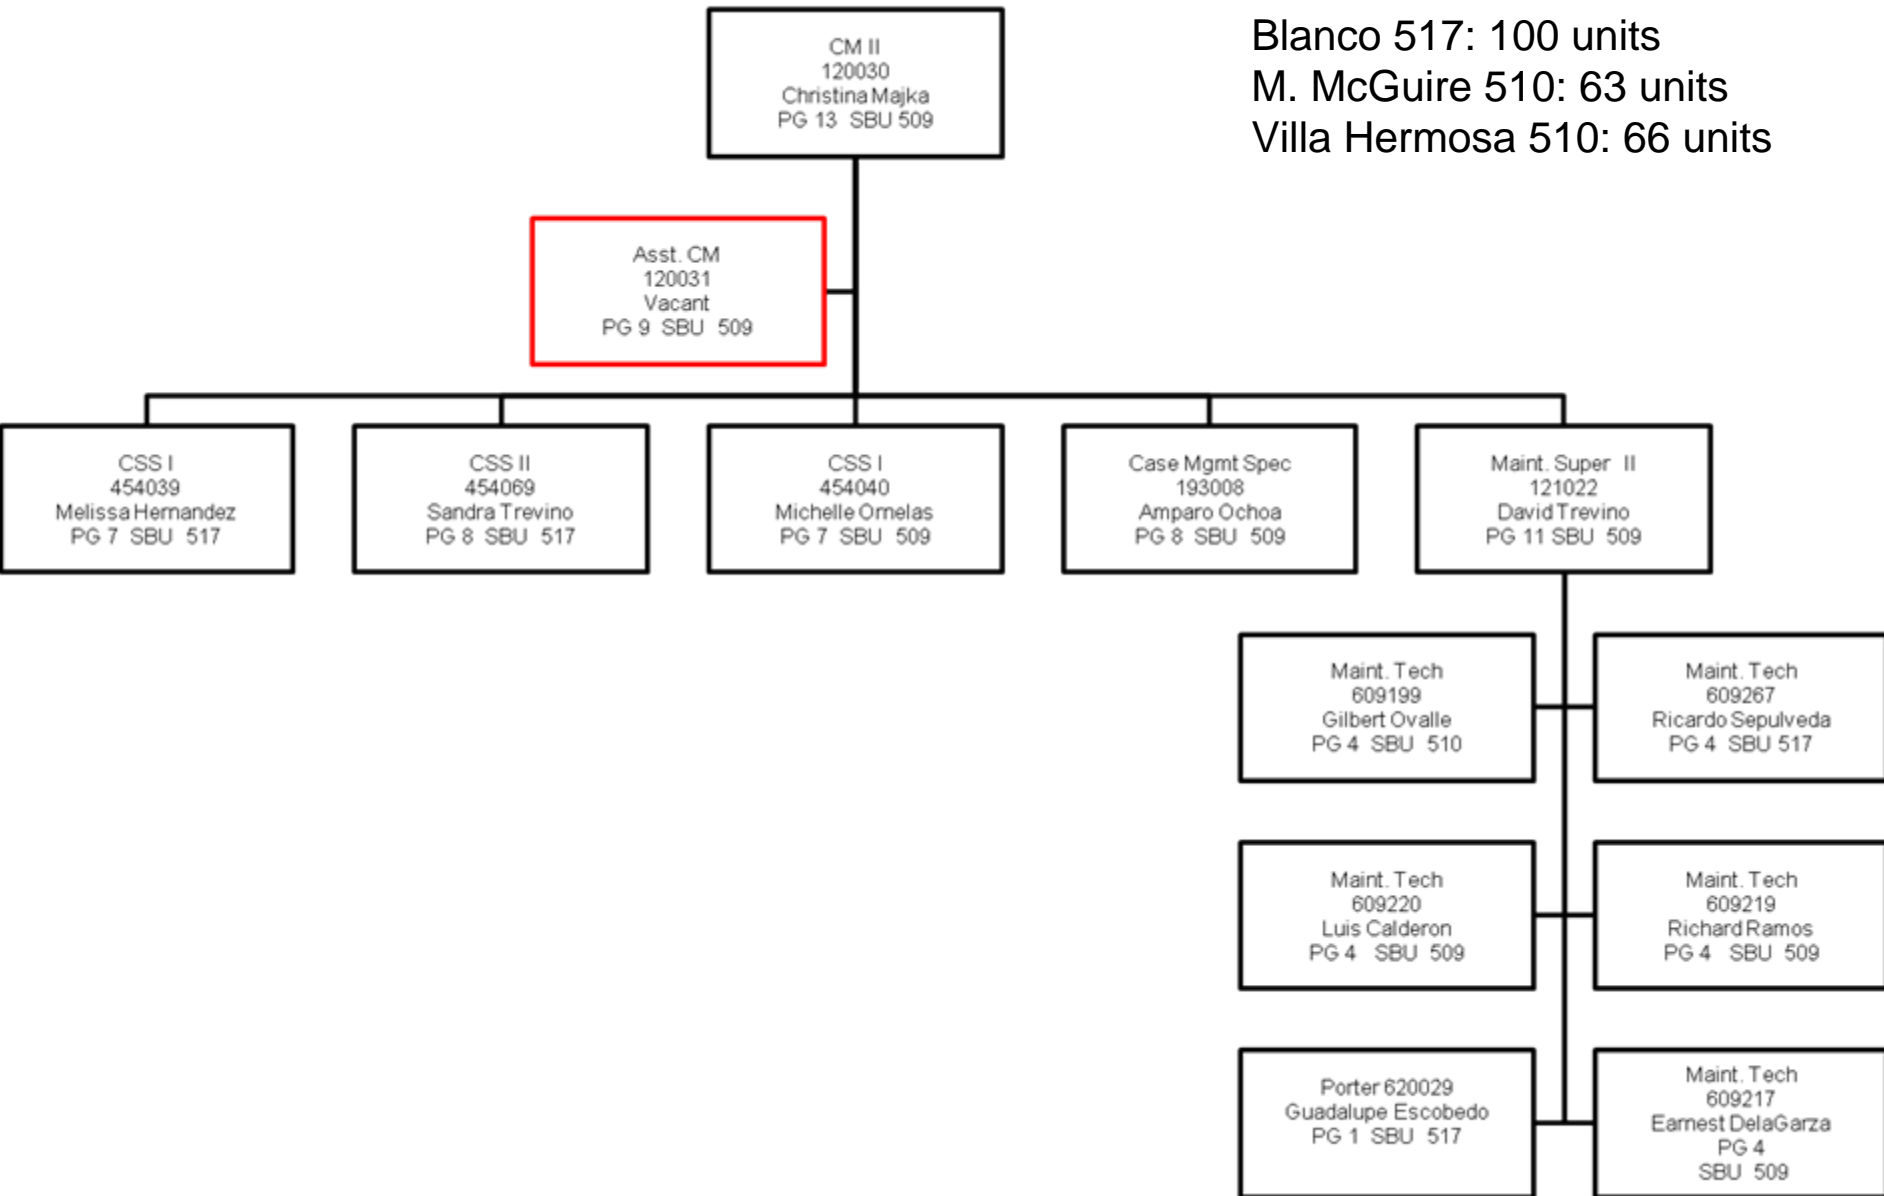 Blanco 517: 100 units
M. McGuire 510: 63 units
Villa Hermosa 510: 66 units
CM II
120030
Christina Majka
PG 13 SBU 509
Asst. CM
120031
Vacant
PG 9 SBU 509
CSS I
454039
Melissa Hernandez
PG 7 SBU 517
CSS II
454069
Sandra Trevino
PG 8 SBU 517
CSS I
454040
Michelle Ornelas
PG 7 SBU 509
Case Mgmt Spec
193008
Amparo Ochoa
PG 8 SBU 509
Maint. Super II
121022
David Trevino
PG 11 SBU 509
Maint. Tech
609199
Gilbert Ovalle
PG 4 SBU 510
Maint. Tech
609267
Ricardo Sepulveda
PG 4 SBU 517
Maint. Tech
609220
Luis Calderon
PG 4 SBU 509
Maint. Tech
609219
Richard Ramos
PG 4 SBU 509
Porter 620029
Guadalupe Escobedo
PG 1 SBU 517
Maint. Tech
609217
Earnest DelaGarza
PG 4
SBU 509